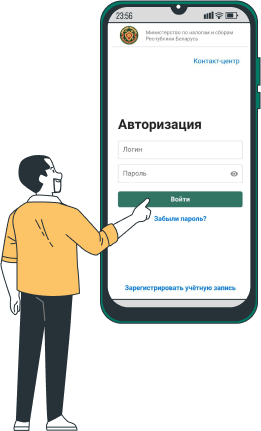 23:56
Министерство по налогам и сборам
Республики Беларусь
Контакт-центр
Авторизация
Логин
Пароль
Войти
Забыли пароль?
Зарегистрировать учётную запись